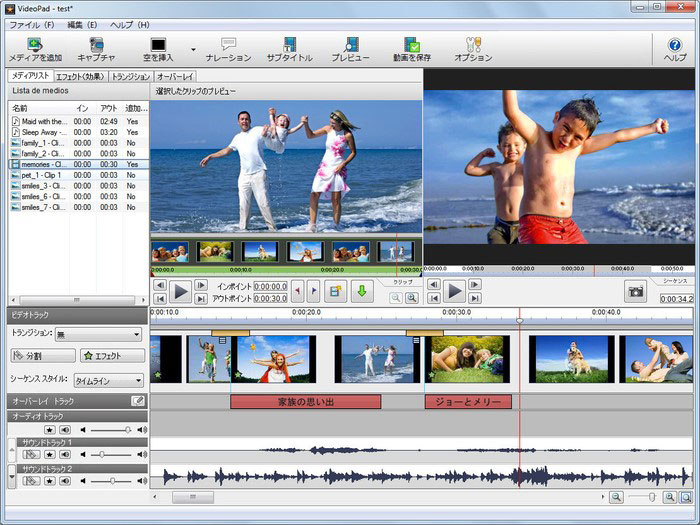 VideoPad - test*
ファイル (F) 編集 (E) ヘルプ (H)
メディアを追加 キャプチャ 空を挿入 ナレーション サブタイトル プレビュー 動画を保存 オプション ヘルプ
メディアリスト エフェクト(効果) トランジション オーバーレイ
Lista de medios
選択したクリップのプレビュー
名前 イン アウト 追加...
Maid with the... 00:00 02:49 Yes
Sleep Away -... 00:00 03:20 Yes
family_1 - Cli... 00:00 00:03 No
family_2 - Cli... 00:00 00:03 No
memories - Cli... 00:00 00:30 Yes
pet_1 - Clip 1 00:00 00:03 No
smiles_3 - Cli... 00:00 00:03 No
smiles_6 - Cli... 00:00 00:03 No
smiles_7 - Cli... 00:00 00:03 No
0:00:00.0 0:00:10.0 0:00:20.0 0:00:30.0
0:00:00.0 0:00:10.0 0:00:20.0 0:00:30.0 0:00:40.0 0:00:50.0
インポイント 0:00:00.0
アウトポイント 0:00:30.0
クリップ
シーケンス
0:00:34.2
ビデオトラック
トランジション: 無
分割 エフェクト
シーケンス スタイル: タイムライン
0:00:10.0 0:00:20.0 0:00:30.0 0:00:40.0
オーバーレイ トラック
家族の思い出 ジョーとメリー
オーディオ トラック
サウンドトラック 1
サウンドトラック 2